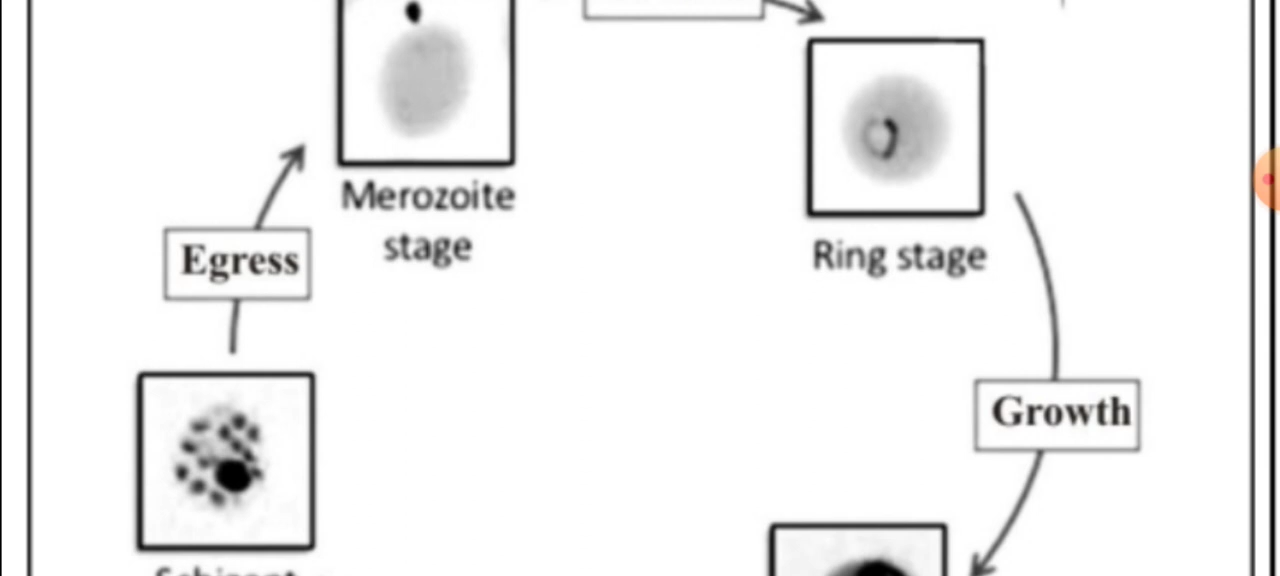 Merozoite
stage
Ring stage
Egress
Growth